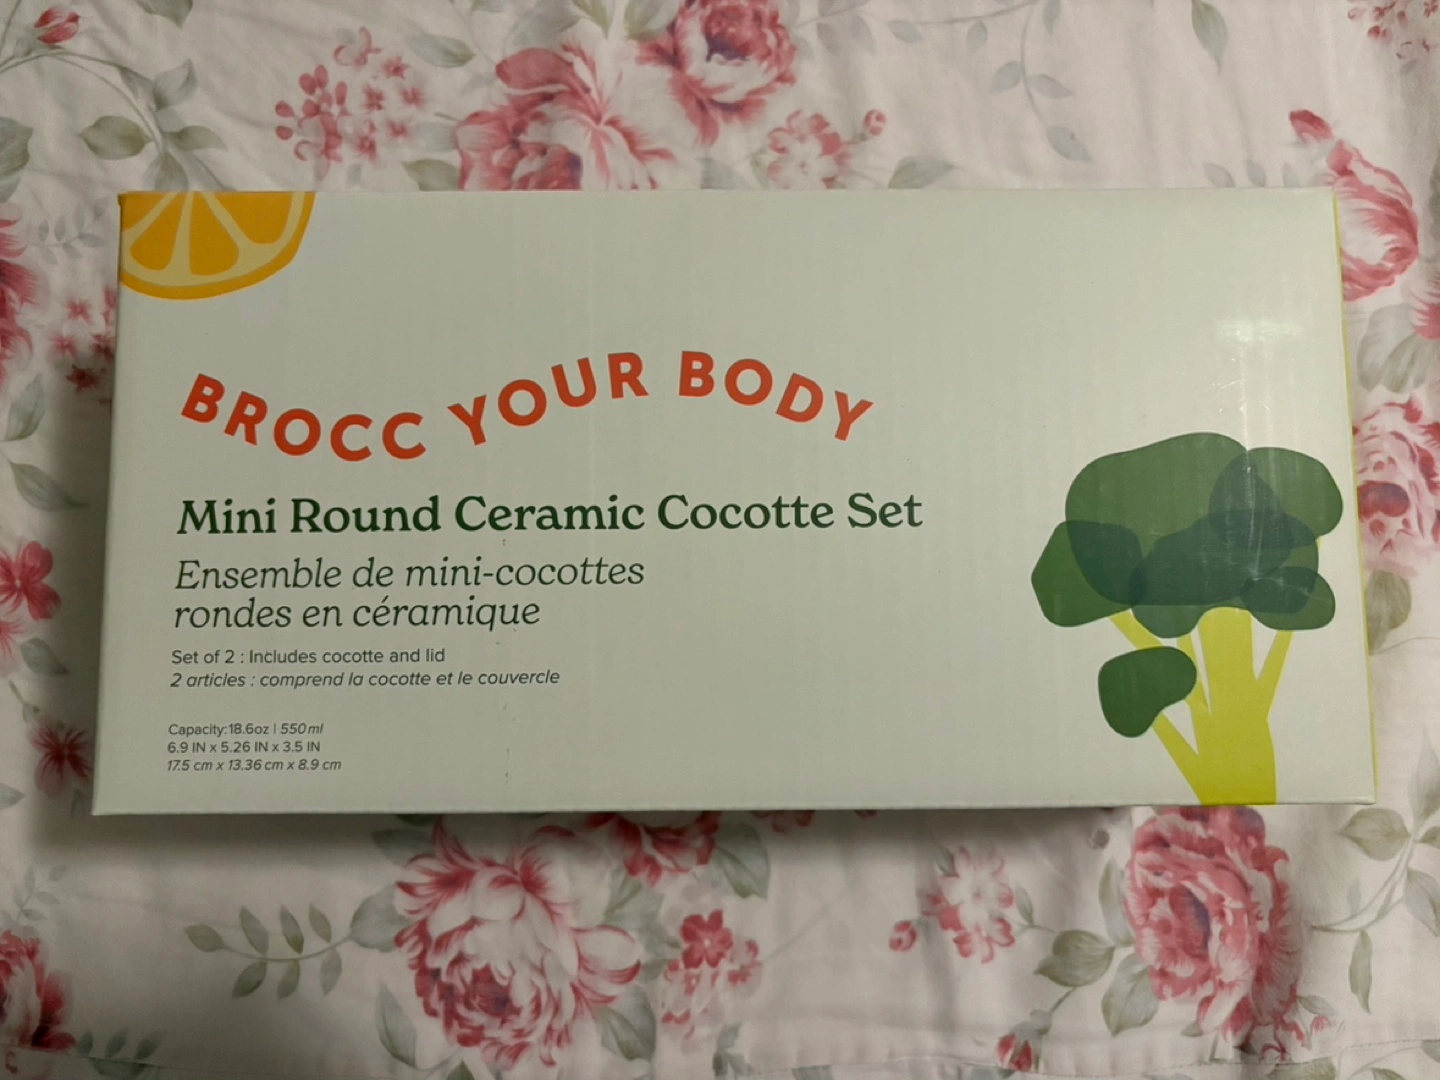 BROCC YOUR BODY
Mini Round Ceramic Cocotte Set
Ensemble de mini-cocottes
rondes en céramique
Set of 2 : Includes cocotte and lid
2 articles : comprend la cocotte et le couvercle
Capacity:18.6oz | 550ml
6.9 IN x 5.26 IN x 3.5 IN
17.5 cm x 13.36 cm x 8.9 cm